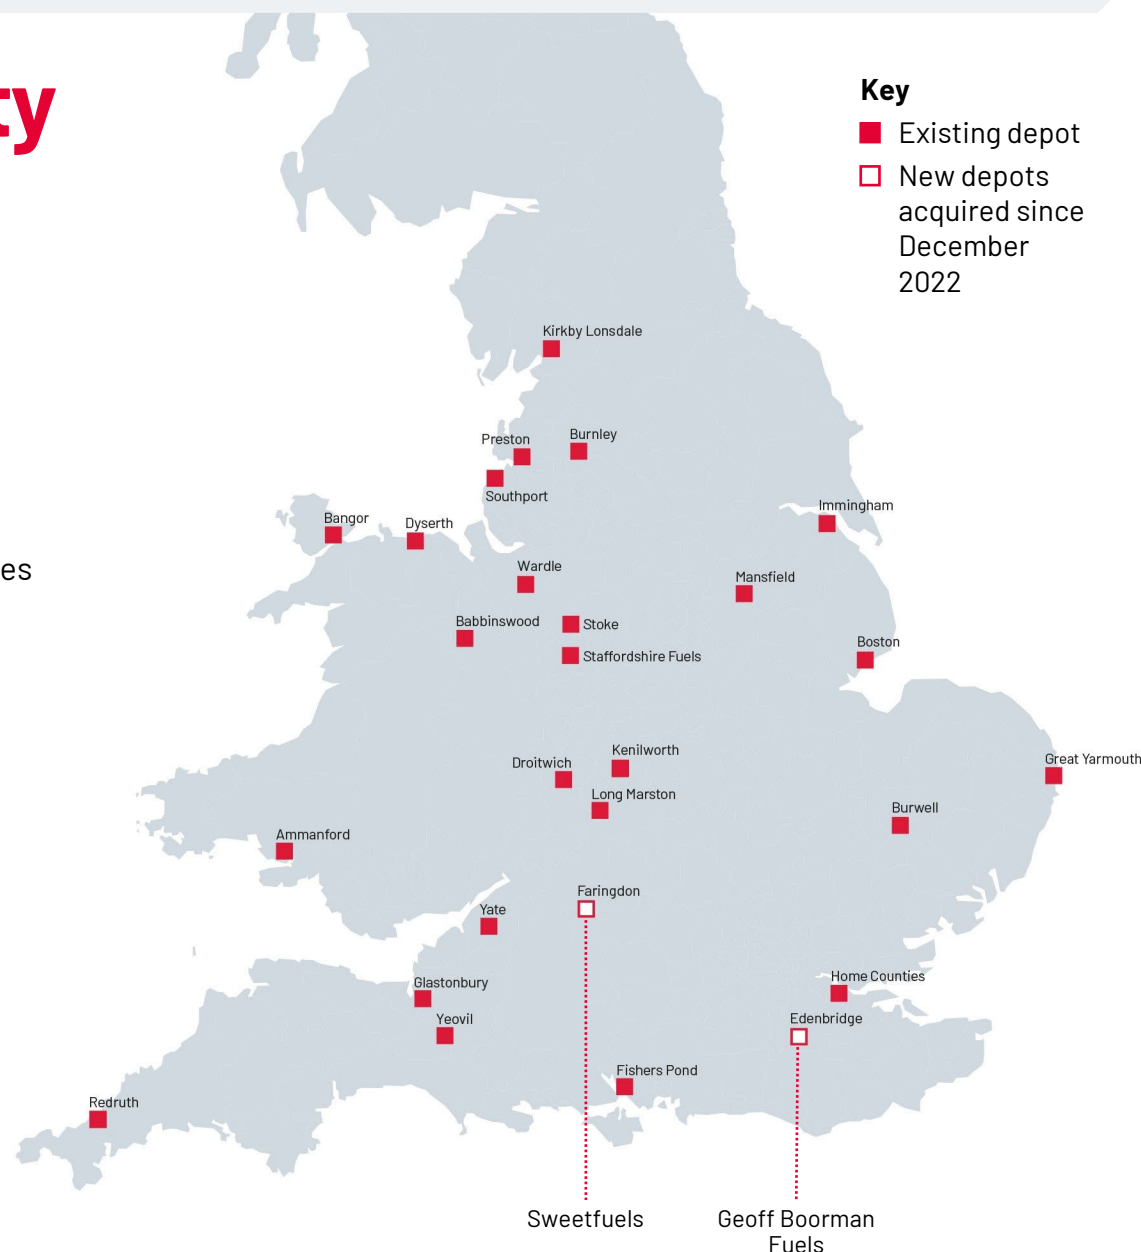 ty
Key
Existing depot
New depots
acquired since
December
2022
Kirkby Lonsdale
Preston
Burnley
Southport
Immingham
Bangor
Dyserth
es
Wardle
Mansfield
Babbinswood
Stoke
Boston
Staffordshire Fuels
Kenilworth
Droitwich
Great Yarmouth
Long Marston
Burwell
Ammanford
Faringdon
Yate
Home Counties
Glastonbury
Yeovil
Edenbridge
Fishers Pond
Redruth
Sweetfuels
Geoff Boorman
Fuels